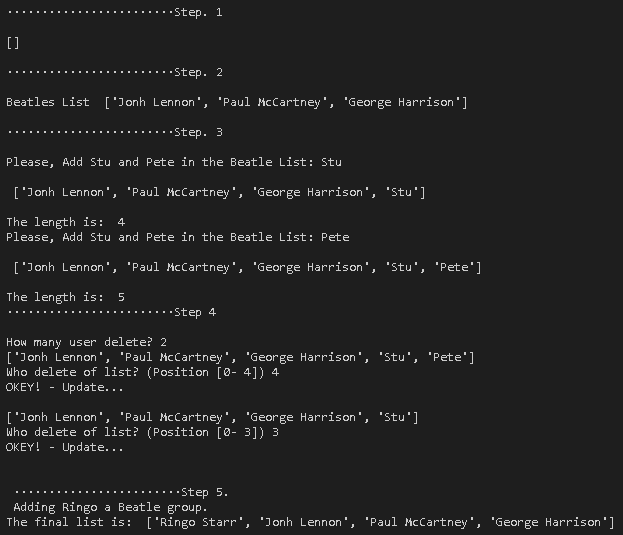 ························Step. 1
[]
························Step. 2
Beatles List  ['Jonh Lennon', 'Paul McCartney', 'George Harrison']
························Step. 3
Please, Add Stu and Pete in the Beatle List: Stu
['Jonh Lennon', 'Paul McCartney', 'George Harrison', 'Stu']
The length is:  4
Please, Add Stu and Pete in the Beatle List: Pete
['Jonh Lennon', 'Paul McCartney', 'George Harrison', 'Stu', 'Pete']
The length is:  5
························Step 4
How many user delete? 2
['Jonh Lennon', 'Paul McCartney', 'George Harrison', 'Stu', 'Pete']
Who delete of list? (Position [0- 4]) 4
OKEY! - Update...
['Jonh Lennon', 'Paul McCartney', 'George Harrison', 'Stu']
Who delete of list? (Position [0- 3]) 3
OKEY! - Update...
························Step 5.
Adding Ringo a Beatle group.
The final list is:  ['Ringo Starr', 'Jonh Lennon', 'Paul McCartney', 'George Harrison']